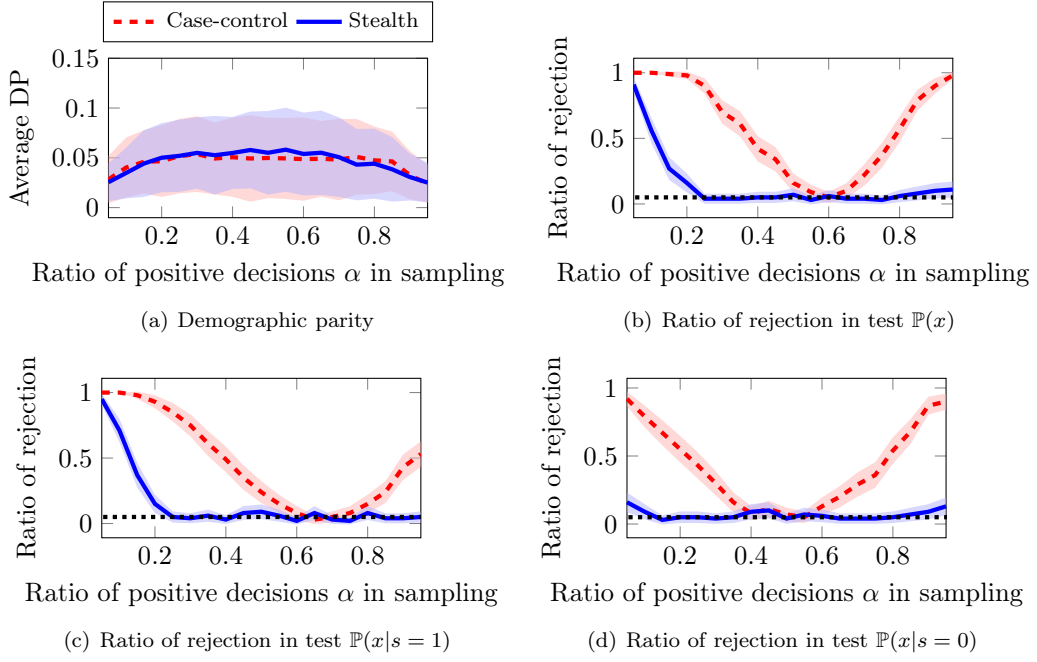 Case-control Stealth
Average DP
0.15
0.1
0.05
0
0.2 0.4 0.6 0.8
Ratio of positive decisions α in sampling
(a) Demographic parity
Ratio of rejection
1
0.5
0
0.2 0.4 0.6 0.8
Ratio of positive decisions α in sampling
(b) Ratio of rejection in test ℙ(x)
Ratio of rejection
1
0.5
0
0.2 0.4 0.6 0.8
Ratio of positive decisions α in sampling
(c) Ratio of rejection in test ℙ(x|s = 1)
Ratio of rejection
1
0.5
0
0.2 0.4 0.6 0.8
Ratio of positive decisions α in sampling
(d) Ratio of rejection in test ℙ(x|s = 0)